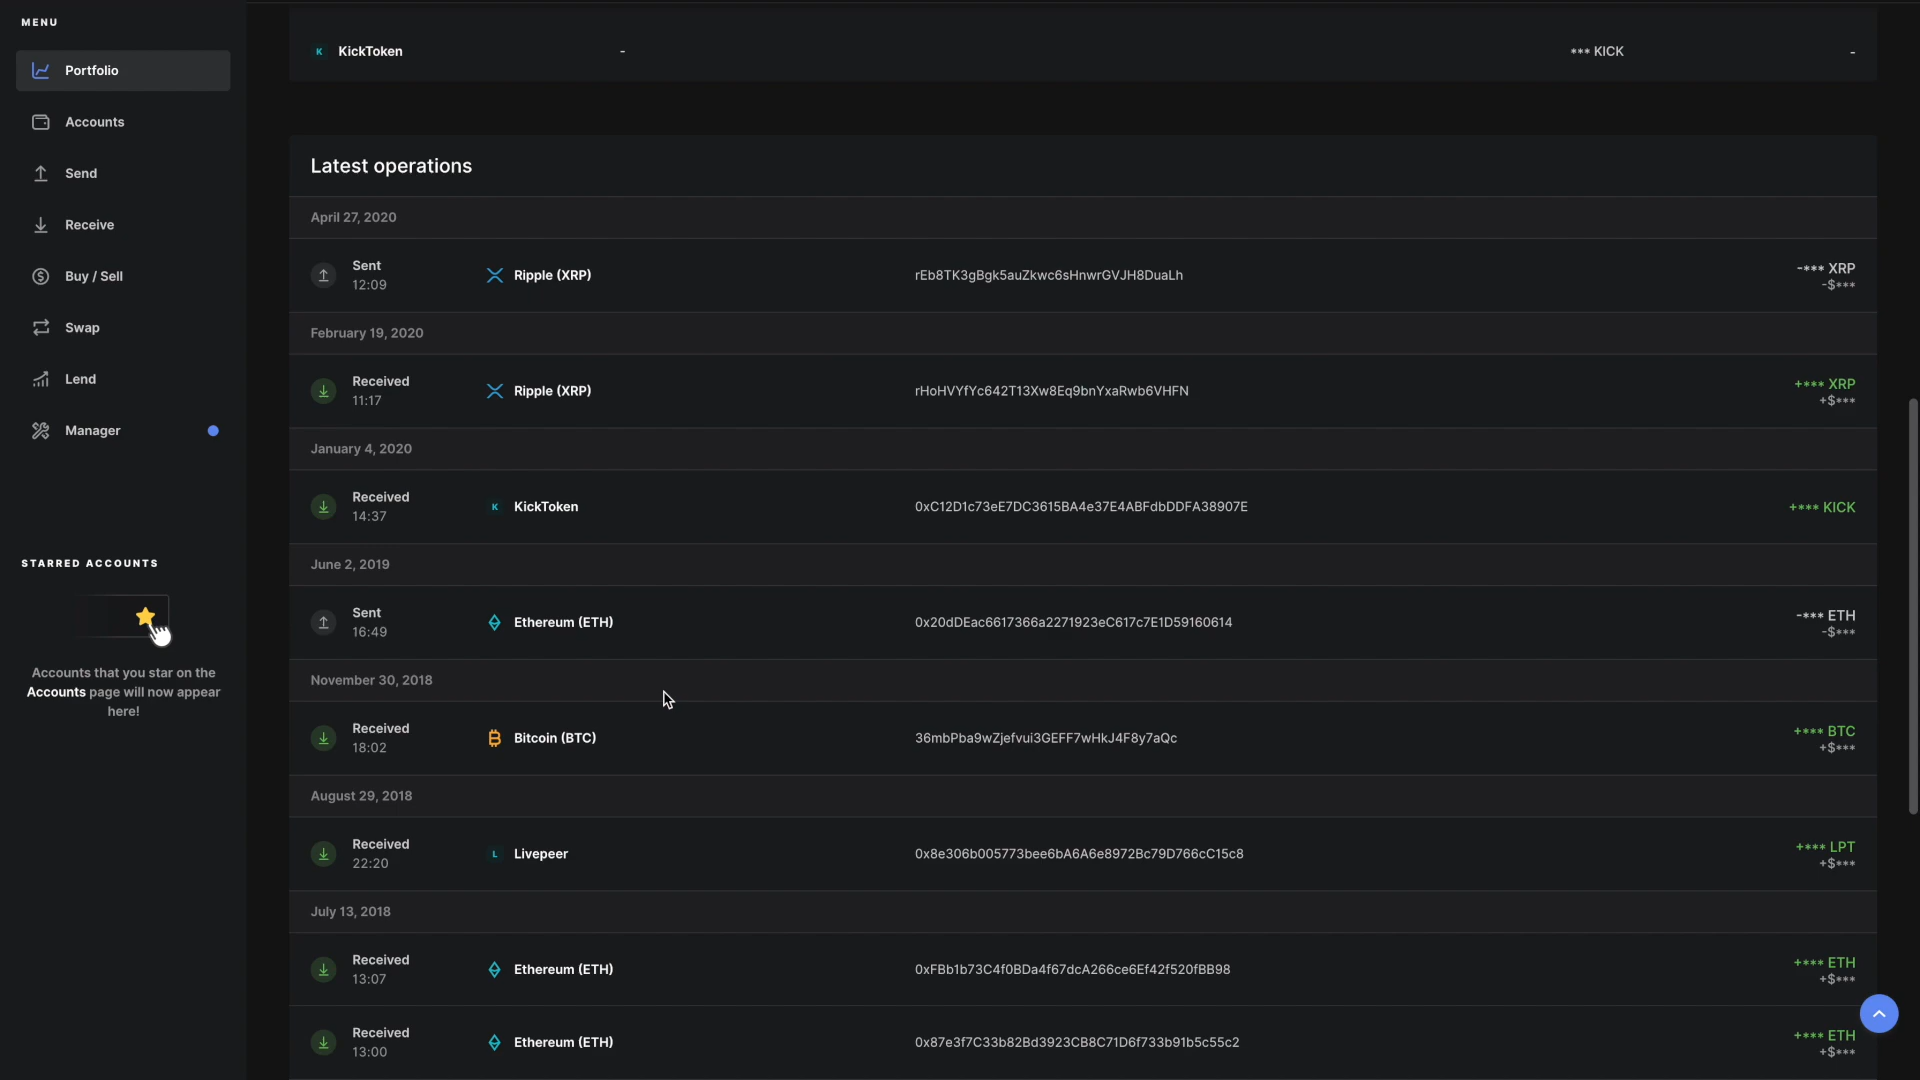 MENU
Portfolio
Accounts
Send
Receive
Buy / Sell
Swap
Lend
Manager
STARRED ACCOUNTS
Accounts that you star on the
Accounts page will now appear
here!
K KickToken - *** KICK -
Latest operations
April 27, 2020
Sent
12:09
Ripple (XRP)
rEb8TK3gBgk5auZkwc6sHnwrGVJH8DuaLh
-*** XRP
-$***
February 19, 2020
Received
11:17
Ripple (XRP)
rHoHVYfYc642T13Xw8Eq9bnYxaRwb6VHFN
+*** XRP
+$***
January 4, 2020
Received
14:37
K KickToken
0xC12D1c73eE7DC3615BA4e37E4ABFdbDDFA38907E
+*** KICK
June 2, 2019
Sent
16:49
Ethereum (ETH)
0x20dDEac6617366a2271923eC617c7E1D59160614
-*** ETH
-$***
November 30, 2018
Received
18:02
Bitcoin (BTC)
36mbPba9wZjefvui3GEFF7wHkJ4F8y7aQc
+*** BTC
+$***
August 29, 2018
Received
22:20
L Livepeer
0x8e306b005773bee6bA6A6e8972Bc79D766cC15c8
+*** LPT
+$***
July 13, 2018
Received
13:07
Ethereum (ETH)
0xFBb1b73C4f0BDa4f67dcA266ce6Ef42f520fBB98
+*** ETH
+$***
Received
13:00
Ethereum (ETH)
0x87e3f7C33b82Bd3923CB8C71D6f733b91b5c55c2
+*** ETH
+$***